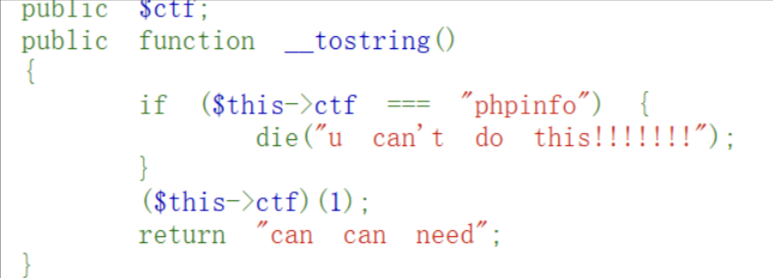 public $ctf;
public function __tostring()
{
if ($this->ctf === "phpinfo") {
die("u can't do this!!!!!!!");
}
($this->ctf)(1);
return "can can need";
}